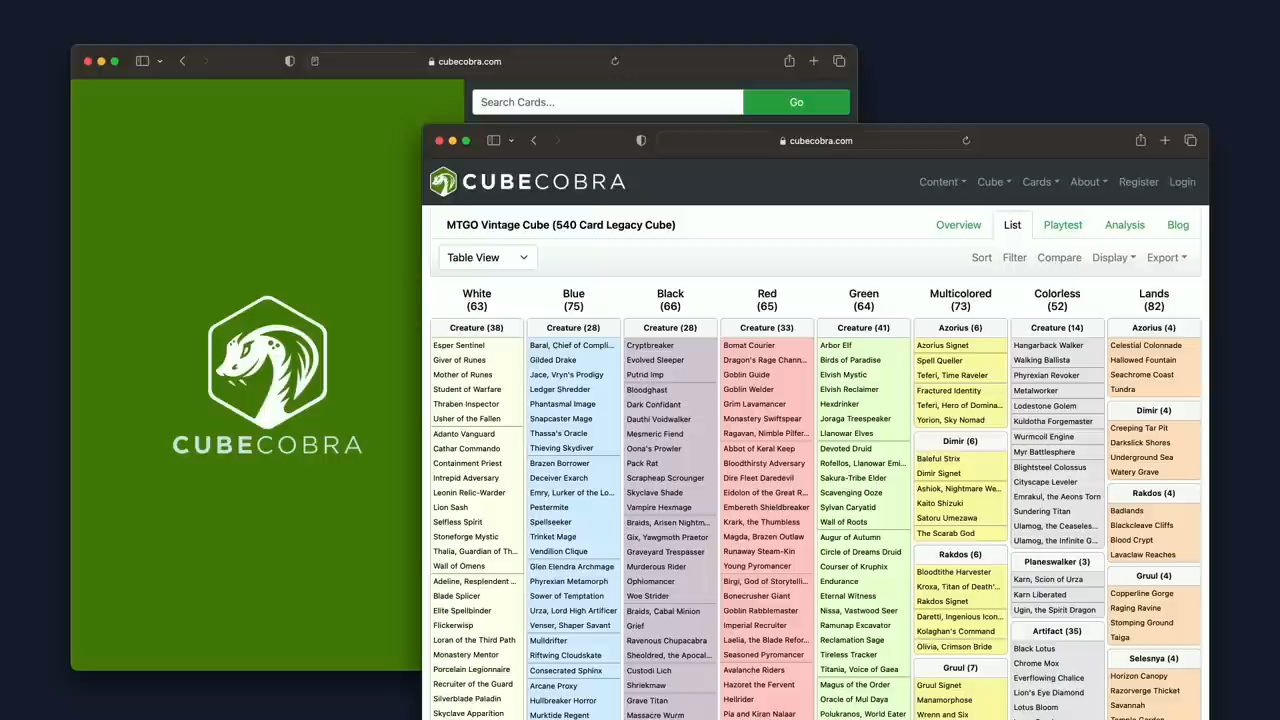 cubecobra.com
Search Cards...
Go
CUBECOBRA
cubecobra.com
CUBECOBRA
Content
Cube
Cards
About
Register
Login
MTGO Vintage Cube (540 Card Legacy Cube)
Overview
List
Playtest
Analysis
Blog
Table View
Sort
Filter
Compare
Display
Export
White
(63)
Creature (38)
Esper Sentinel
Giver of Runes
Mother of Runes
Student of Warfare
Thraben Inspector
Usher of the Fallen
Adanto Vanguard
Cathar Commando
Containment Priest
Intrepid Adversary
Leonin Relic-Warder
Lion Sash
Selfless Spirit
Stoneforge Mystic
Thalia, Guardian of Th...
Wall of Omens
Adeline, Resplendent ...
Blade Splicer
Elite Spellbinder
Flickerwisp
Loran of the Third Path
Monastery Mentor
Porcelain Legionnaire
Recruiter of the Guard
Silverblade Paladin
Skyclave Apparition
Blue
(75)
Creature (28)
Baral, Chief of Compli...
Gilded Drake
Jace, Vryn's Prodigy
Ledger Shredder
Phantasmal Image
Snapcaster Mage
Thassa's Oracle
Thieving Skydiver
Brazen Borrower
Deceiver Exarch
Emry, Lurker of the Lo...
Pestermite
Spellseeker
Trinket Mage
Vendilion Clique
Glen Elendra Archmage
Phyrexian Metamorph
Sower of Temptation
Urza, Lord High Artificer
Venser, Shaper Savant
Mulldrifter
Riftwing Cloudskate
Consecrated Sphinx
Arcane Proxy
Hullbreaker Horror
Murktide Regent
Black
(66)
Creature (28)
Cryptbreaker
Evolved Sleeper
Putrid Imp
Bloodghast
Dark Confidant
Dauthi Voidwalker
Mesmeric Fiend
Oona's Prowler
Pack Rat
Scrapheap Scrounger
Skyclave Shade
Vampire Hexmage
Braids, Arisen Nightm...
Gix, Yawgmoth Praetor
Graveyard Trespasser
Murderous Rider
Ophiomancer
Woe Strider
Braids, Cabal Minion
Grief
Ravenous Chupacabra
Sheoldred, the Apocal...
Custodi Lich
Shriekmaw
Grave Titan
Massacre Wurm
Red
(65)
Creature (33)
Bomat Courier
Dragon's Rage Chann...
Goblin Guide
Goblin Welder
Grim Lavamancer
Monastery Swiftspear
Ragavan, Nimble Pilfer...
Abbot of Keral Keep
Bloodthirsty Adversary
Dire Fleet Daredevil
Eidolon of the Great R...
Embereth Shieldbreaker
Krark, the Thumbless
Magda, Brazen Outlaw
Runaway Steam-Kin
Young Pyromancer
Birgi, God of Storytelli...
Bonecrusher Giant
Goblin Rabblemaster
Imperial Recruiter
Laelia, the Blade Refor...
Seasoned Pyromancer
Avalanche Riders
Hazoret the Fervent
Hellrider
Pia and Kiran Nalaar
Green
(64)
Creature (41)
Arbor Elf
Birds of Paradise
Elvish Mystic
Elvish Reclaimer
Hexdrinker
Joraga Treespeaker
Llanowar Elves
Devoted Druid
Rofellos, Llanowar Emi...
Sakura-Tribe Elder
Scavenging Ooze
Sylvan Caryatid
Wall of Roots
Augur of Autumn
Circle of Dreams Druid
Courser of Kruphix
Endurance
Eternal Witness
Nissa, Vastwood Seer
Ramunap Excavator
Reclamation Sage
Tireless Tracker
Titania, Voice of Gaea
Magus of the Order
Oracle of Mul Daya
Polukranos, World Eater
Multicolored
(73)
Azorius (6)
Azorius Signet
Spell Queller
Teferi, Time Raveler
Fractured Identity
Teferi, Hero of Domina...
Yorion, Sky Nomad
Dimir (6)
Baleful Strix
Dimir Signet
Ashiok, Nightmare We...
Kaito Shizuki
Satoru Umezawa
The Scarab God
Rakdos (6)
Bloodtithe Harvester
Kroxa, Titan of Death'...
Rakdos Signet
Daretti, Ingenious Icon...
Kolaghan's Command
Olivia, Crimson Bride
Gruul (7)
Gruul Signet
Manamorphose
Wrenn and Six
Colorless
(52)
Creature (14)
Hangarback Walker
Walking Ballista
Phyrexian Revoker
Metalworker
Lodestone Golem
Kuldotha Forgemaster
Wurmcoil Engine
Myr Battlesphere
Blightsteel Colossus
Cityscape Leveler
Emrakul, the Aeons Torn
Sundering Titan
Ulamog, the Ceaseles...
Ulamog, the Infinite G...
Planeswalker (3)
Karn, Scion of Urza
Karn Liberated
Ugin, the Spirit Dragon
Artifact (35)
Black Lotus
Chrome Mox
Everflowing Chalice
Lion's Eye Diamond
Lotus Bloom
Lands
(82)
Azorius (4)
Celestial Colonnade
Hallowed Fountain
Seachrome Coast
Tundra
Dimir (4)
Creeping Tar Pit
Darkslick Shores
Underground Sea
Watery Grave
Rakdos (4)
Badlands
Blackcleave Cliffs
Blood Crypt
Lavaclaw Reaches
Gruul (4)
Copperline Gorge
Raging Ravine
Stomping Ground
Taiga
Selesnya (4)
Horizon Canopy
Razorverge Thicket
Savannah
Temple Garden